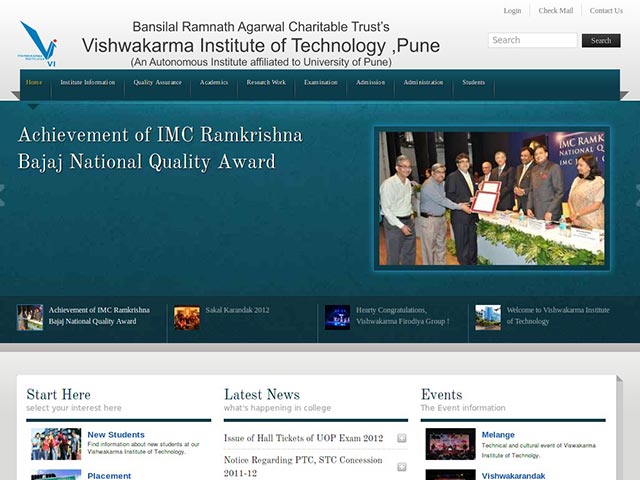 Login
Check Mail
Contact Us
Bansilal Ramnath Agarwal Charitable Trust's
Vishwakarma Institute of Technology ,Pune
(An Autonomous Institute affiliated to University of Pune)
Search
Search
VI
Home
Institute Information
Quality Assurance
Academics
Research Work
Examination
Admission
Administration
Students
Achievement of IMC Ramkrishna
Bajaj National Quality Award
IMC RAMKR
NATIONAL Q
Achievement of IMC Ramkrishna
Bajaj National Quality Award
Sakal Karandak 2012
Hearty Congratulations,
Vishwakarma Firodiya Group !
Welcome to Vishwakarma Institute
of Technology
Start Here
select your interest here
New Students
Find information about new students at our
Vishwakarma Institute of Technology.
Placement
Latest News
what's happening in college
Issue of Hall Tickets of UOP Exam 2012
Notice Regarding PTC, STC Concession
2011-12
Events
The Event information
Melange
Technical and cultural event of Viswakarma
Institute of Technolgy.
Vishwakarandak